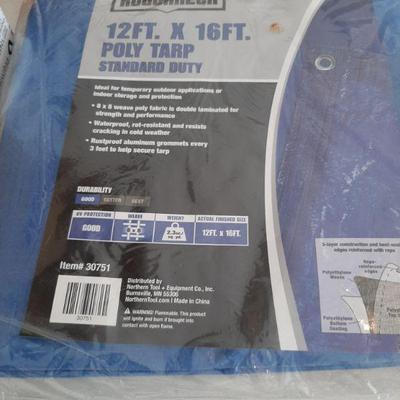 ROUGHNECK
12FT. X 16FT.
POLY TARP
STANDARD DUTY
Ideal for temporary outdoor applications or
indoor storage and protection
• 8 x 8 weave poly fabric is double laminated for
strength and performance
• Waterproof, rot-resistant and resists
cracking in cold weather
• Rustproof aluminum grommets every
3 feet to help secure tarp
DURABILITY
GOOD BETTER BEST
UV PROTECTION WEAVE WEIGHT ACTUAL FINISHED SIZE
GOOD 12FT. x 16FT.
Item# 30751
30751
Distributed by
Northern Tool + Equipment Co., Inc.
Burnsville, MN 55306
NorthernTool.com | Made in China
WARNING! Flammable. This product
will ignite and burn if brought into
contact with open flame.
3-layer construction and heat-sealed
edges reinforced with rope
Rope-
reinforced
edges
Polyethylene
Weave
Polyethylene
Bottom
Coating